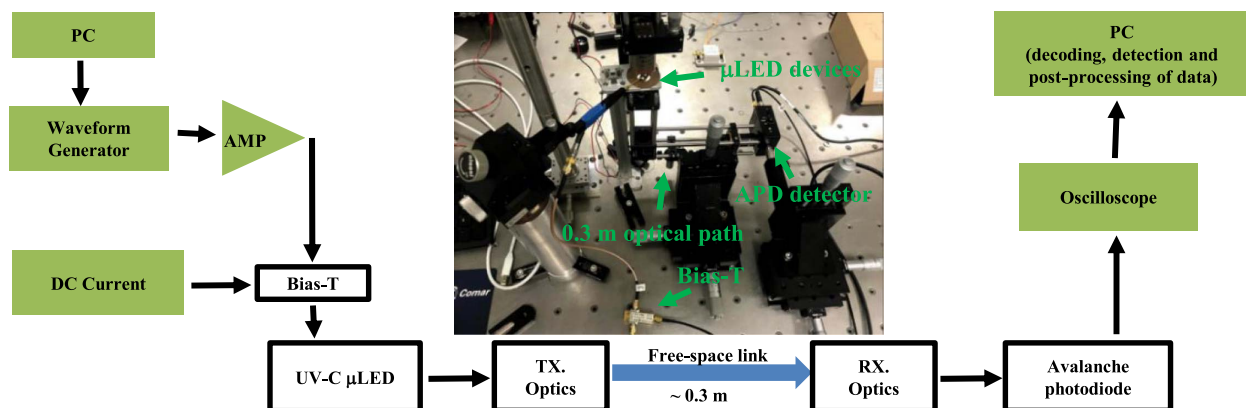 PC
Waveform
Generator
AMP
DC Current
Bias-T
UV-C μLED
TX.
Optics
Free-space link
~ 0.3 m
RX.
Optics
Avalanche
photodiode
Oscilloscope
PC
(decoding, detection and
post-processing of data)
μLED devices
APD detector
0.3 m optical path
Bias-T
Comar